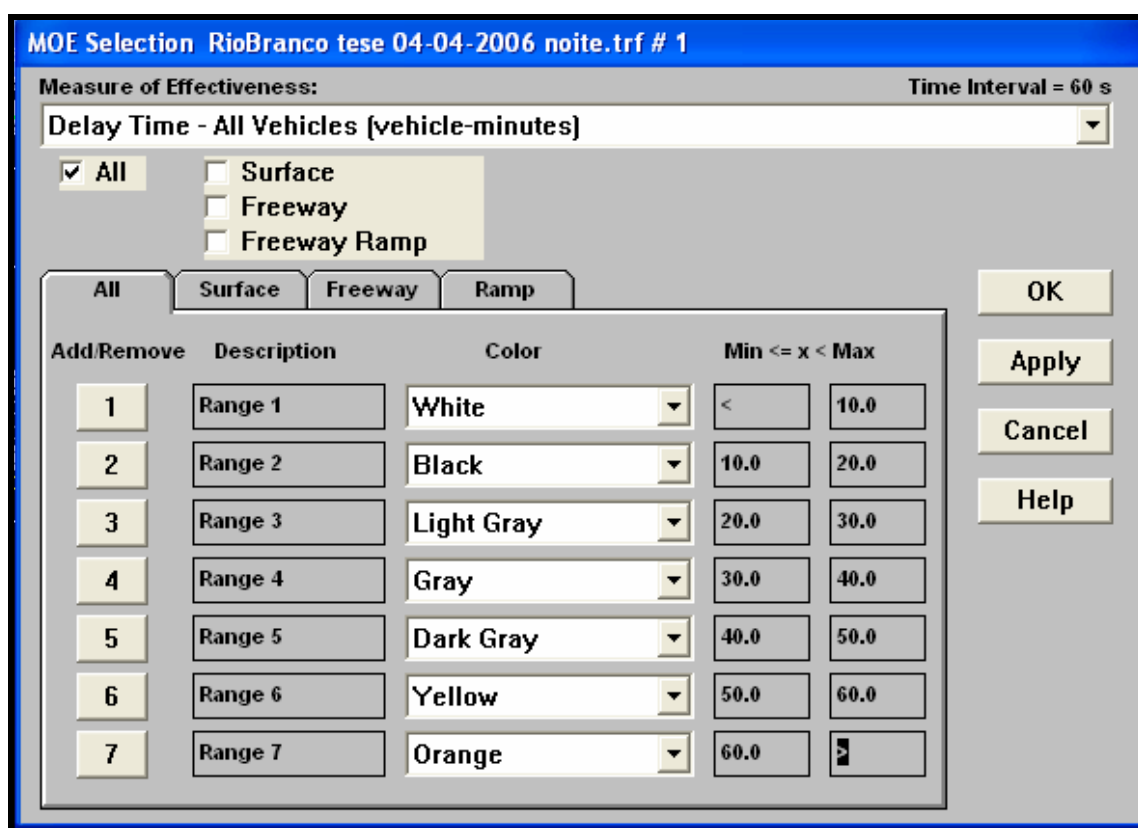 MOE Selection RioBranco tese 04-04-2006 noite.trf # 1
Measure of Effectiveness: Time Interval = 60 s
Delay Time - All Vehicles (vehicle-minutes)
All Surface
Freeway
Freeway Ramp
All Surface Freeway Ramp OK
Add/Remove Description Color Min <= x < Max Apply
1 Range 1 White < 10.0
Cancel
2 Range 2 Black 10.0 20.0
Help
3 Range 3 Light Gray 20.0 30.0
4 Range 4 Gray 30.0 40.0
5 Range 5 Dark Gray 40.0 50.0
6 Range 6 Yellow 50.0 60.0
7 Range 7 Orange 60.0 >